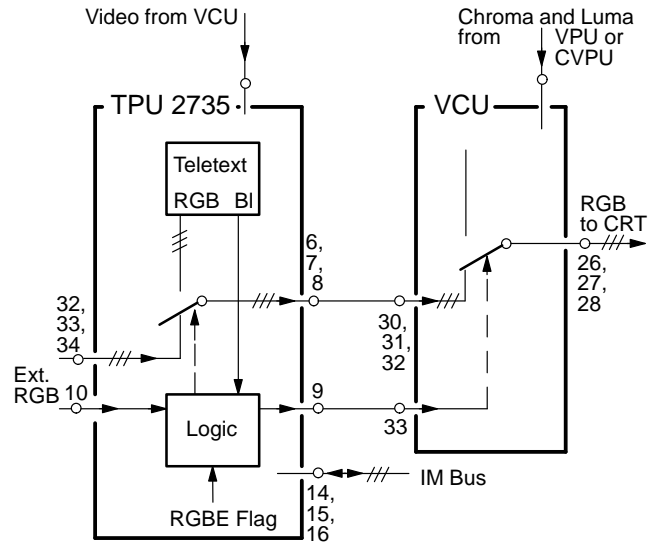 Video from VCU
Chroma and Luma
from
VPU or
CVPU
TPU 2735
VCU
Teletext
RGB Bl
RGB
to CRT
6,
7,
8
26,
27,
28
32,
33,
34
30,
31,
32
Ext.
RGB
10
9
33
Logic
IM Bus
14,
15,
16
RGBE Flag